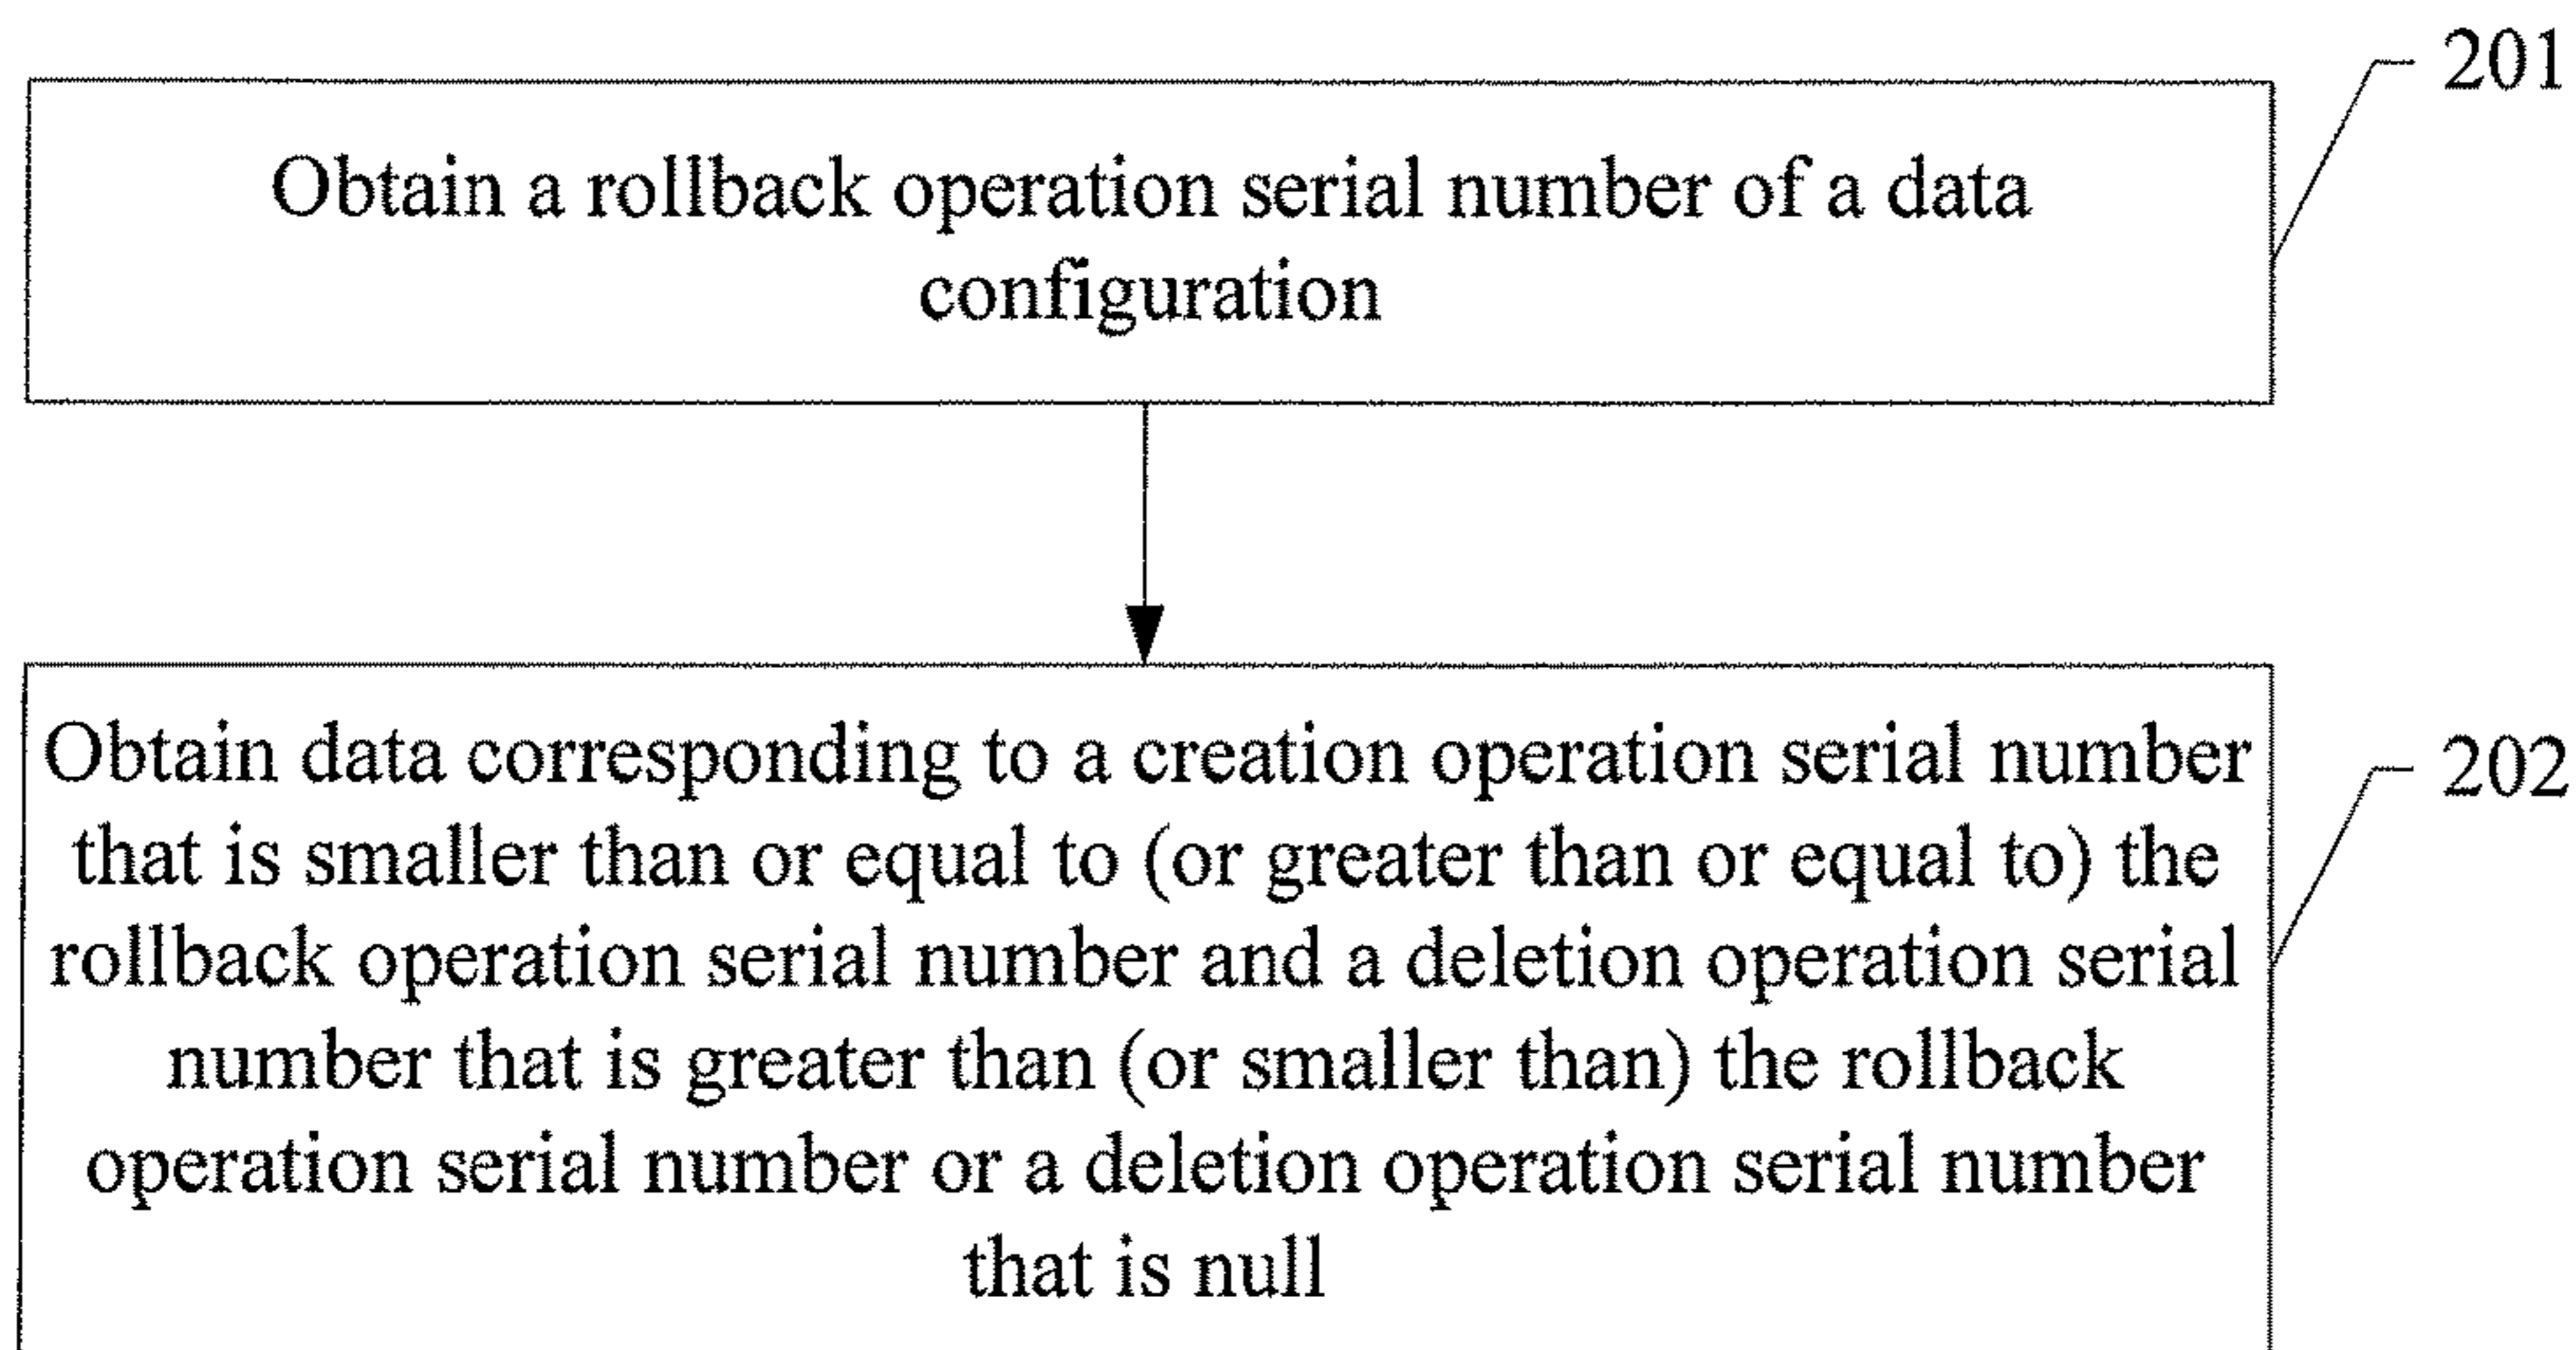 201
Obtain a rollback operation serial number of a data
configuration
Obtain data corresponding to a creation operation serial number
that is smaller than or equal to (or greater than or equal to) the
rollback operation serial number and a deletion operation serial
number that is greater than (or smaller than) the rollback
operation serial number or a deletion operation serial number
that is null
202